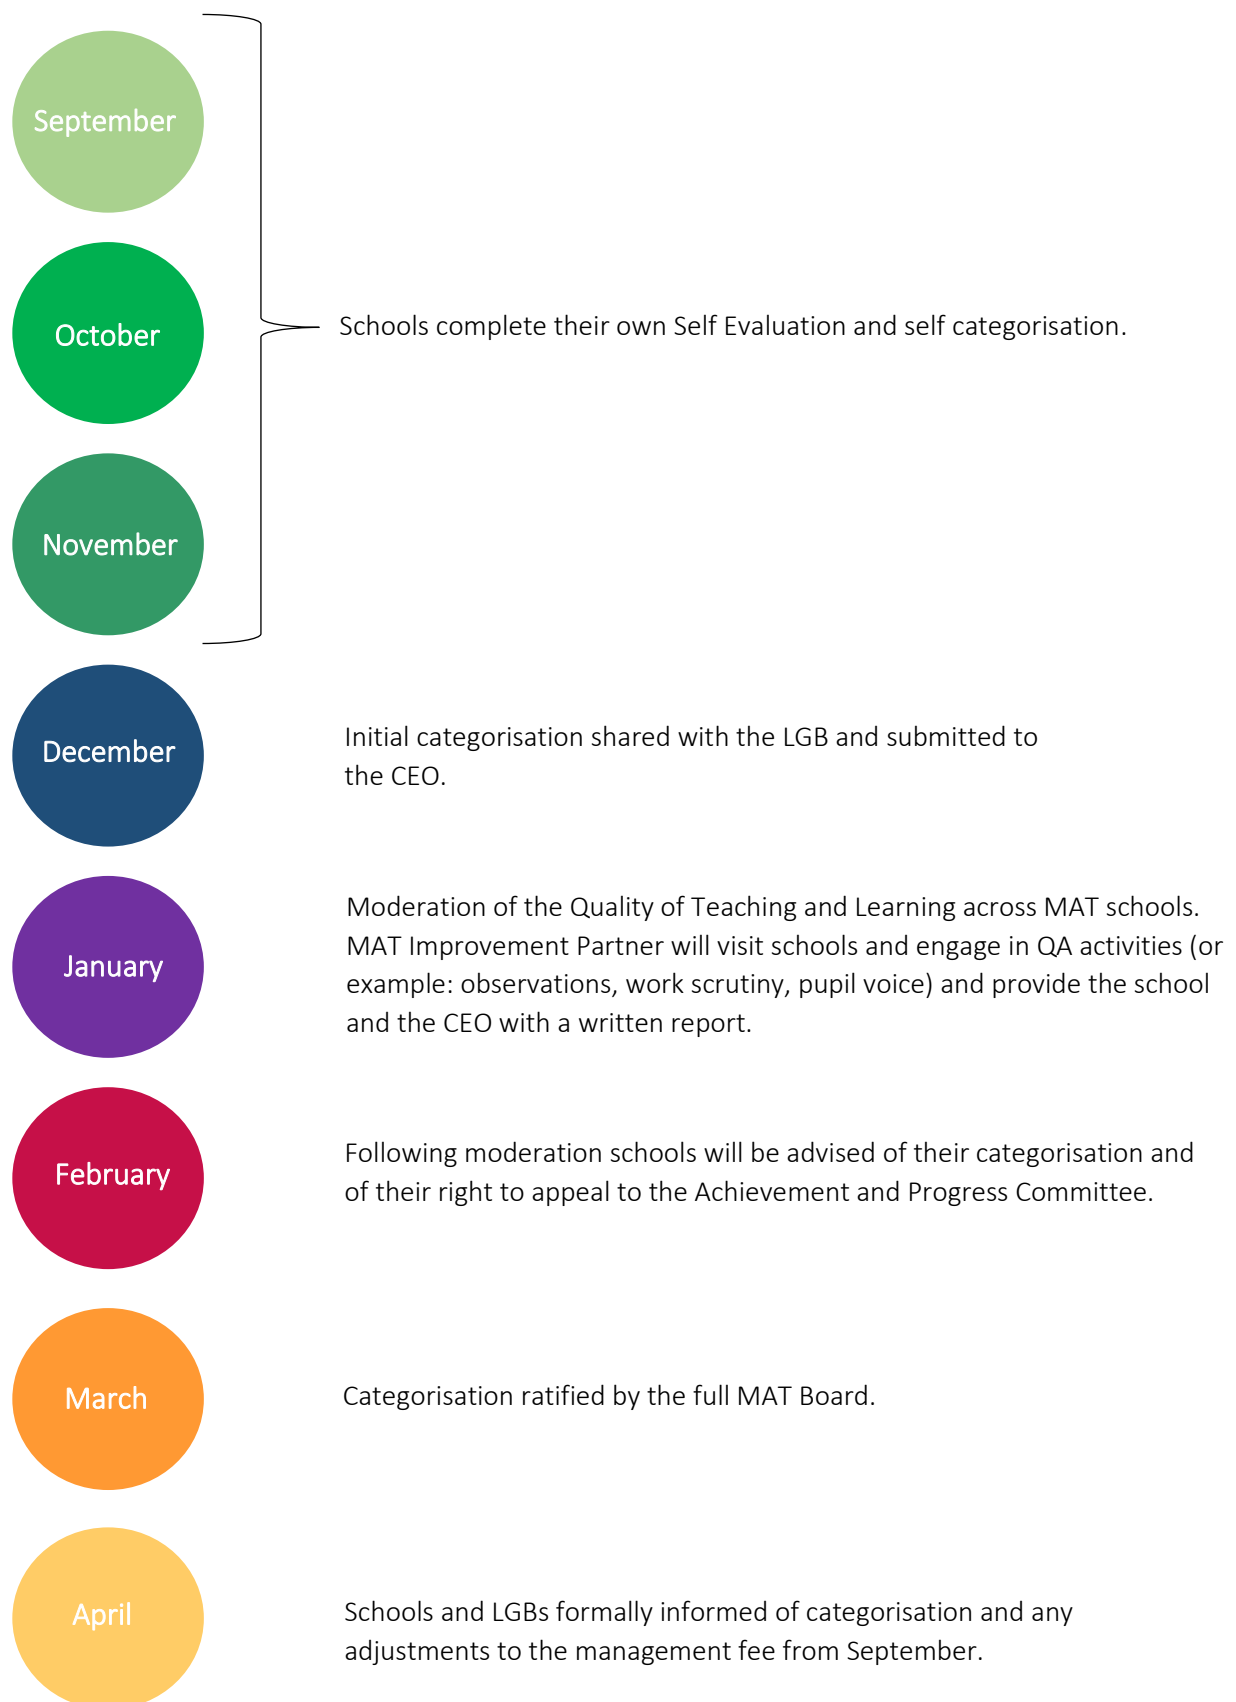 September
October
Schools complete their own Self Evaluation and self categorisation.
November
December
Initial categorisation shared with the LGB and submitted to
the CEO.
January
Moderation of the Quality of Teaching and Learning across MAT schools.
MAT Improvement Partner will visit schools and engage in QA activities (or
example: observations, work scrutiny, pupil voice) and provide the school
and the CEO with a written report.
February
Following moderation schools will be advised of their categorisation and
of their right to appeal to the Achievement and Progress Committee.
March
Categorisation ratified by the full MAT Board.
April
Schools and LGBs formally informed of categorisation and any
adjustments to the management fee from September.